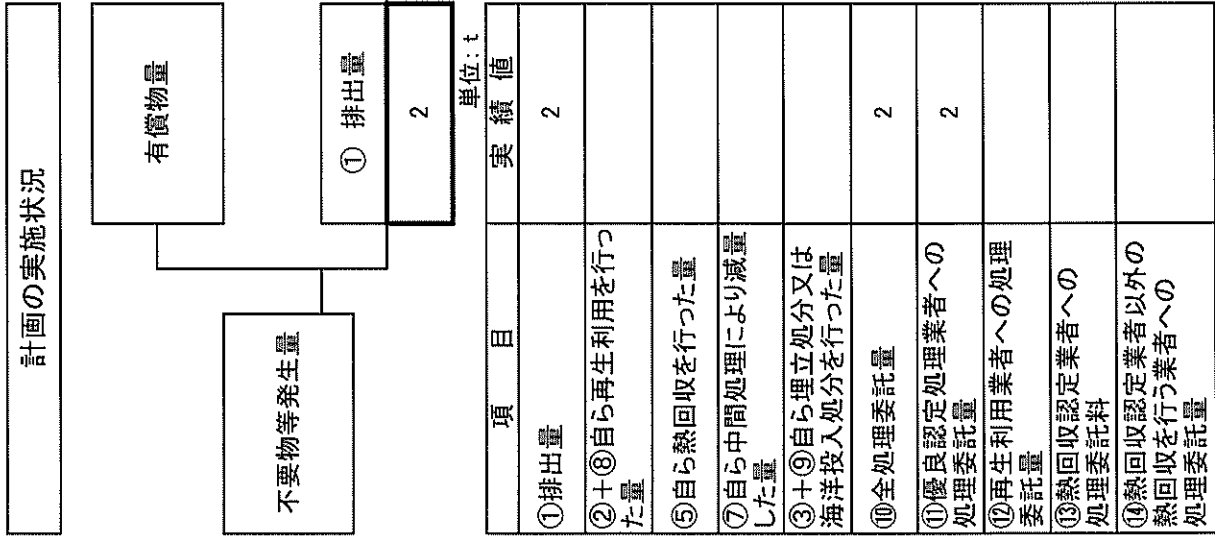 計画の実施状況
不要物等発生量
有償物量
① 排出量
2
単位:t
項 目
実 績 値
①排出量
2
②+⑧自ら再生利用を行っ
た量
⑤自ら熱回収を行った量
⑦自ら中間処理により減量
した量
③+⑨自ら埋立処分又は
海洋投入処分を行った量
⑩全処理委託量
2
⑪優良認定処理業者への
処理委託量
2
⑫再生利用業者への処理
委託量
⑬熱回収認定業者への
処理委託料
⑭熱回収認定業者以外の
熱回収を行う業者への
処理委託量